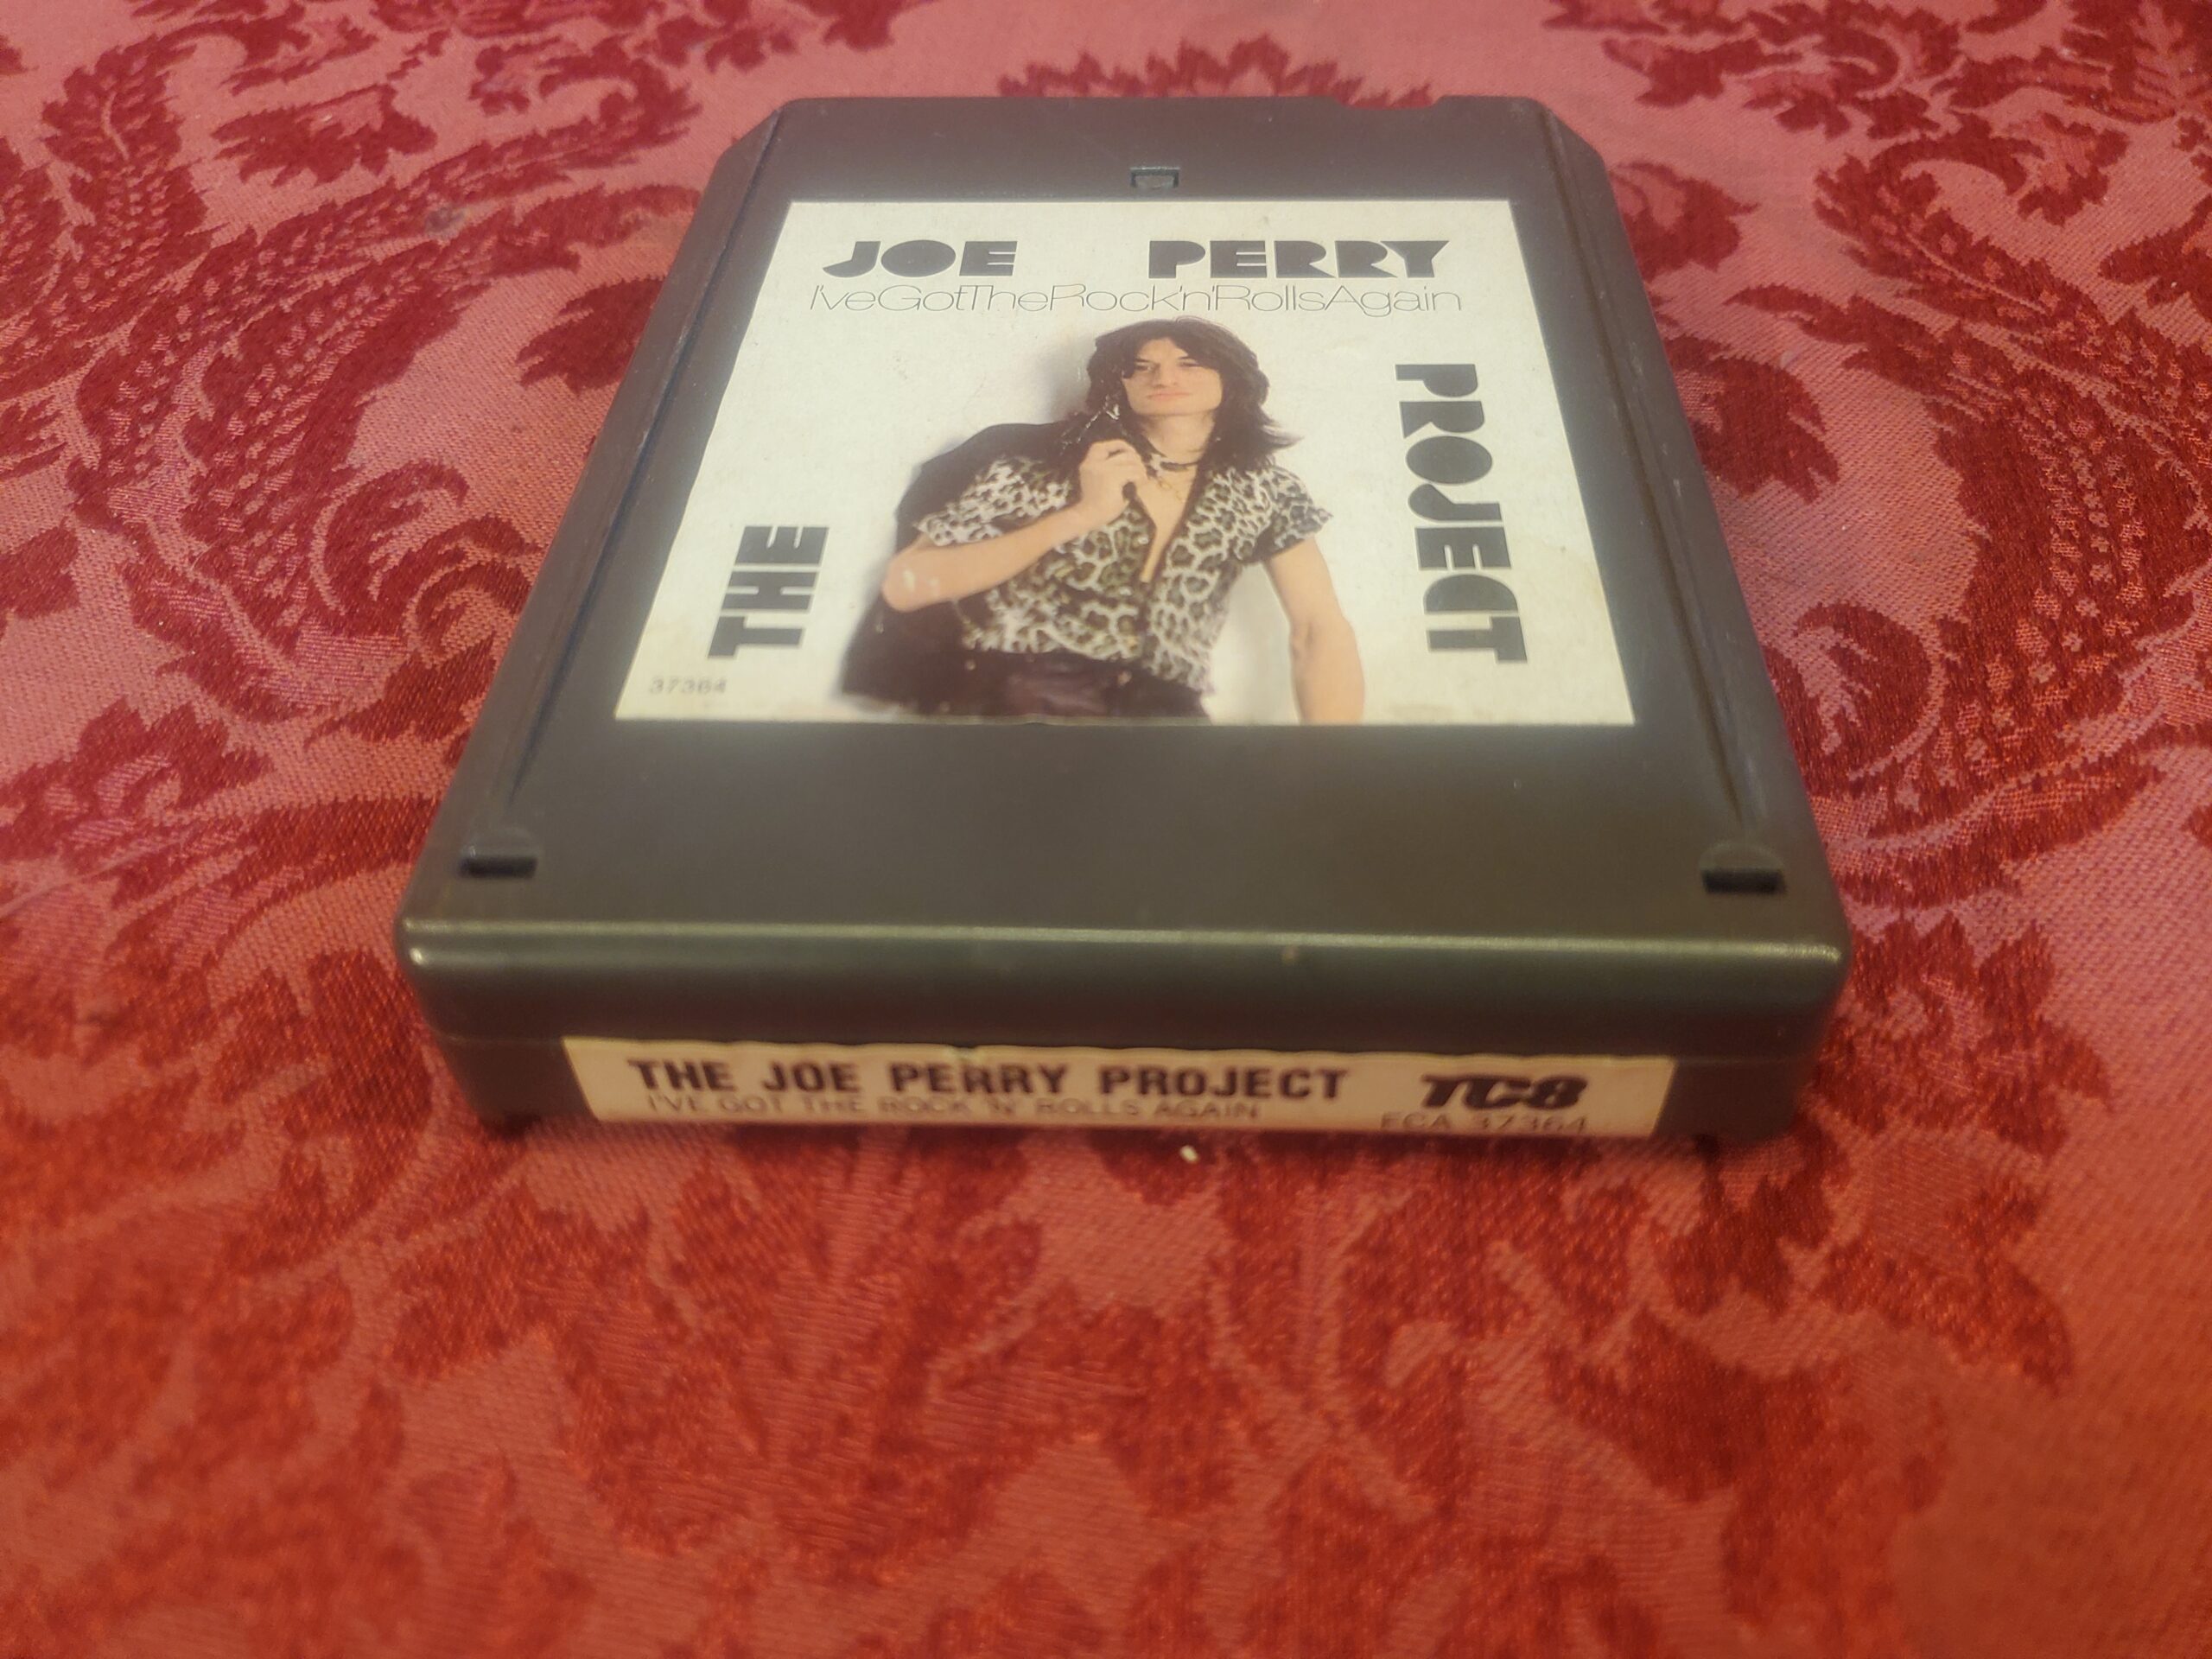 JOE PERRY
I'veGotTheRock'n'RollsAgain
PROJECT
THE
37364
THE JOE PERRY PROJECT TC8
I'VE GOT THE ROCK 'N' ROLLS AGAIN
ECA 37364